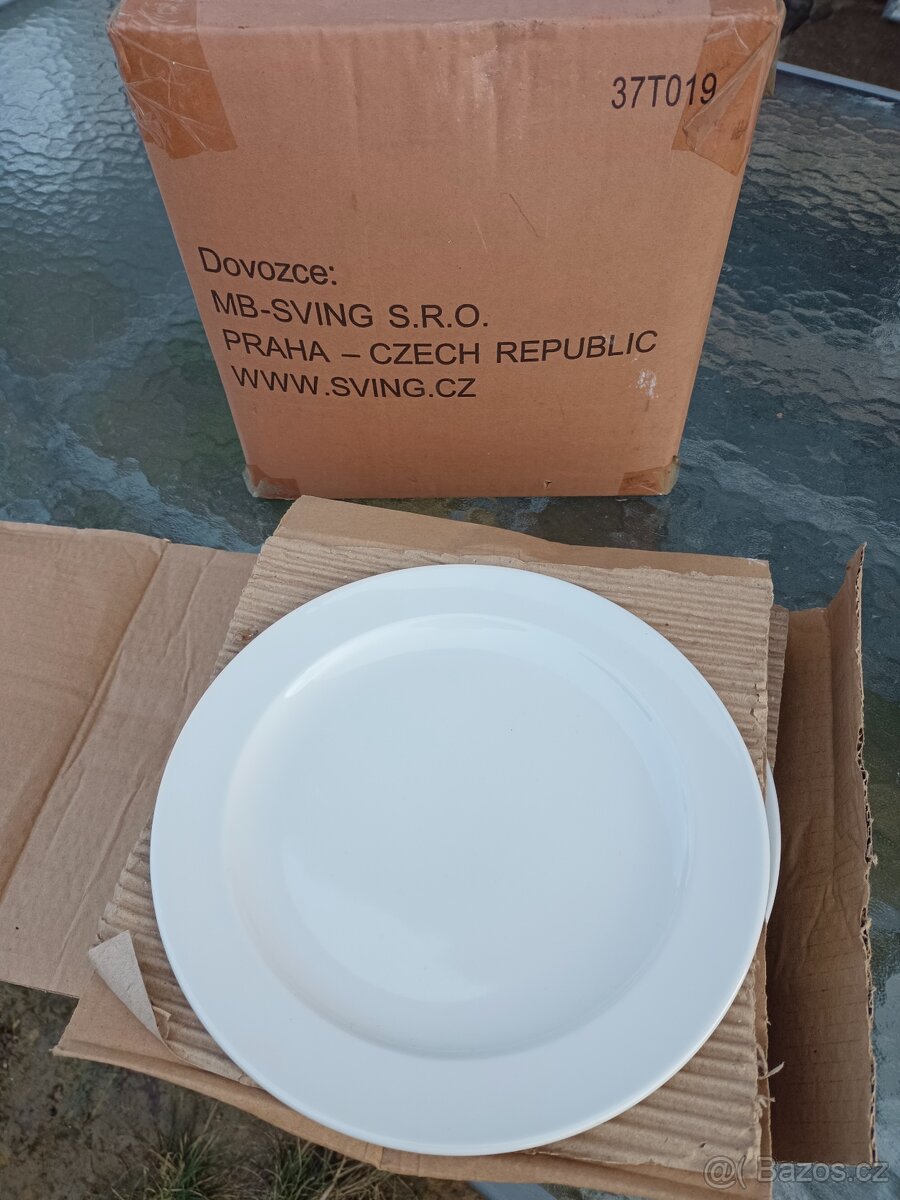 37T019
Dovozce:
MB-SVING S.R.O.
PRAHA – CZECH REPUBLIC
WWW.SVING.CZ
@( Bazos.cz